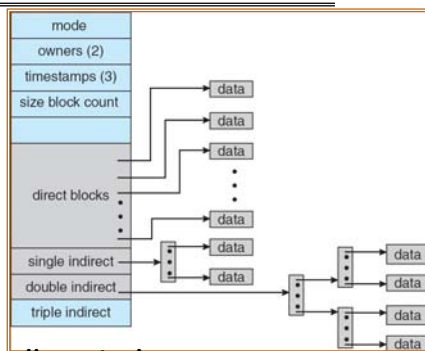 mode
owners (2)
timestamps (3)
size block count
data
data
data
direct blocks
data
single indirect
data
data
double indirect
data
data
triple indirect
data
data